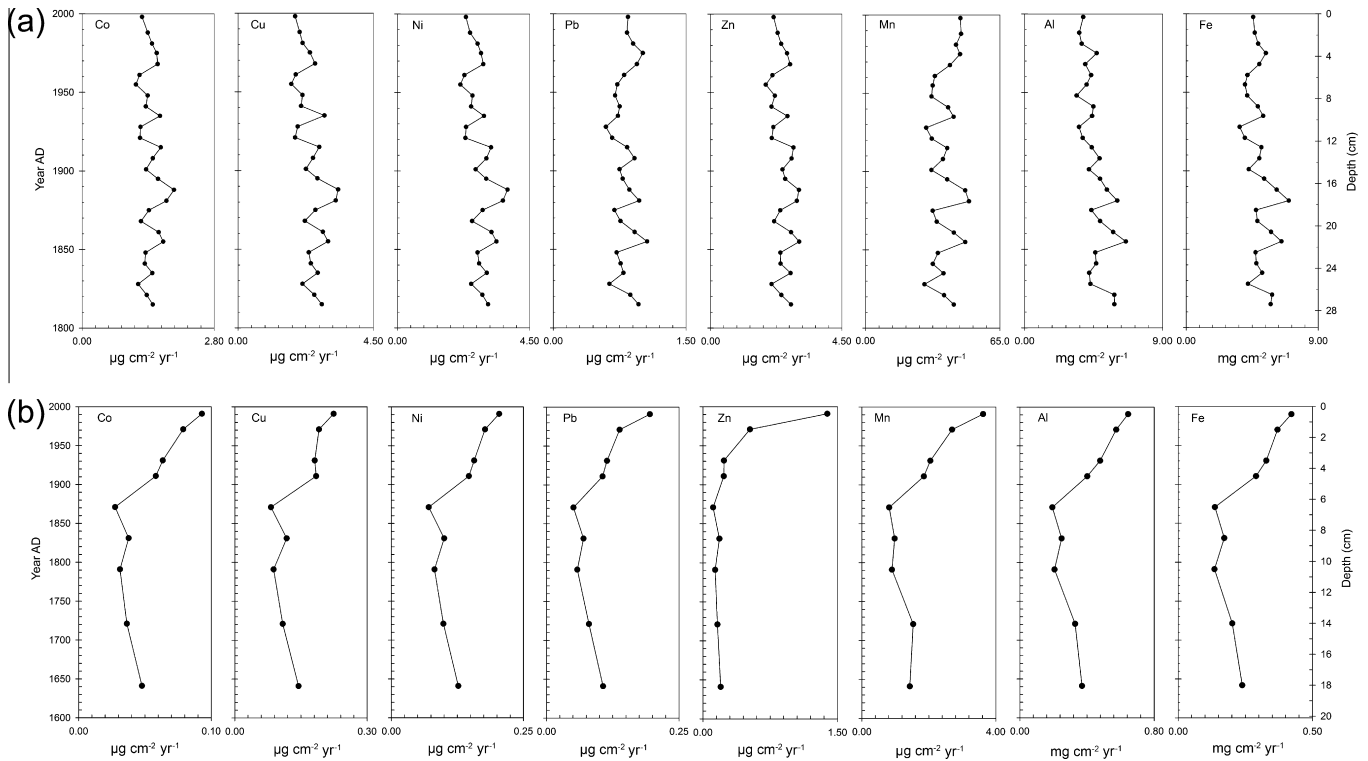 (a)
Co Cu Ni Pb Zn Mn Al Fe
2000 0
4
1950 8
12
1900 16
20
1850 24
28
1800
Year AD
Depth (cm)
0.00 2.80 0.00 4.50 0.00 4.50 0.00 1.50 0.00 4.50 0.00 65.0 0.00 9.00 0.00 9.00
µg cm-2 yr-1 µg cm-2 yr-1 µg cm-2 yr-1 µg cm-2 yr-1 µg cm-2 yr-1 µg cm-2 yr-1 mg cm-2 yr-1 mg cm-2 yr-1
(b)
Co Cu Ni Pb Zn Mn Al Fe
2000 0
1950 2
1900 4
1850 6
1800 8
1750 10
1700 12
1650 14
1600 16
18
20
Year AD
Depth (cm)
0.00 0.10 0.00 0.30 0.00 0.25 0.00 0.25 0.00 1.50 0.00 4.00 0.00 0.80 0.00 0.50
µg cm-2 yr-1 µg cm-2 yr-1 µg cm-2 yr-1 µg cm-2 yr-1 µg cm-2 yr-1 µg cm-2 yr-1 mg cm-2 yr-1 mg cm-2 yr-1